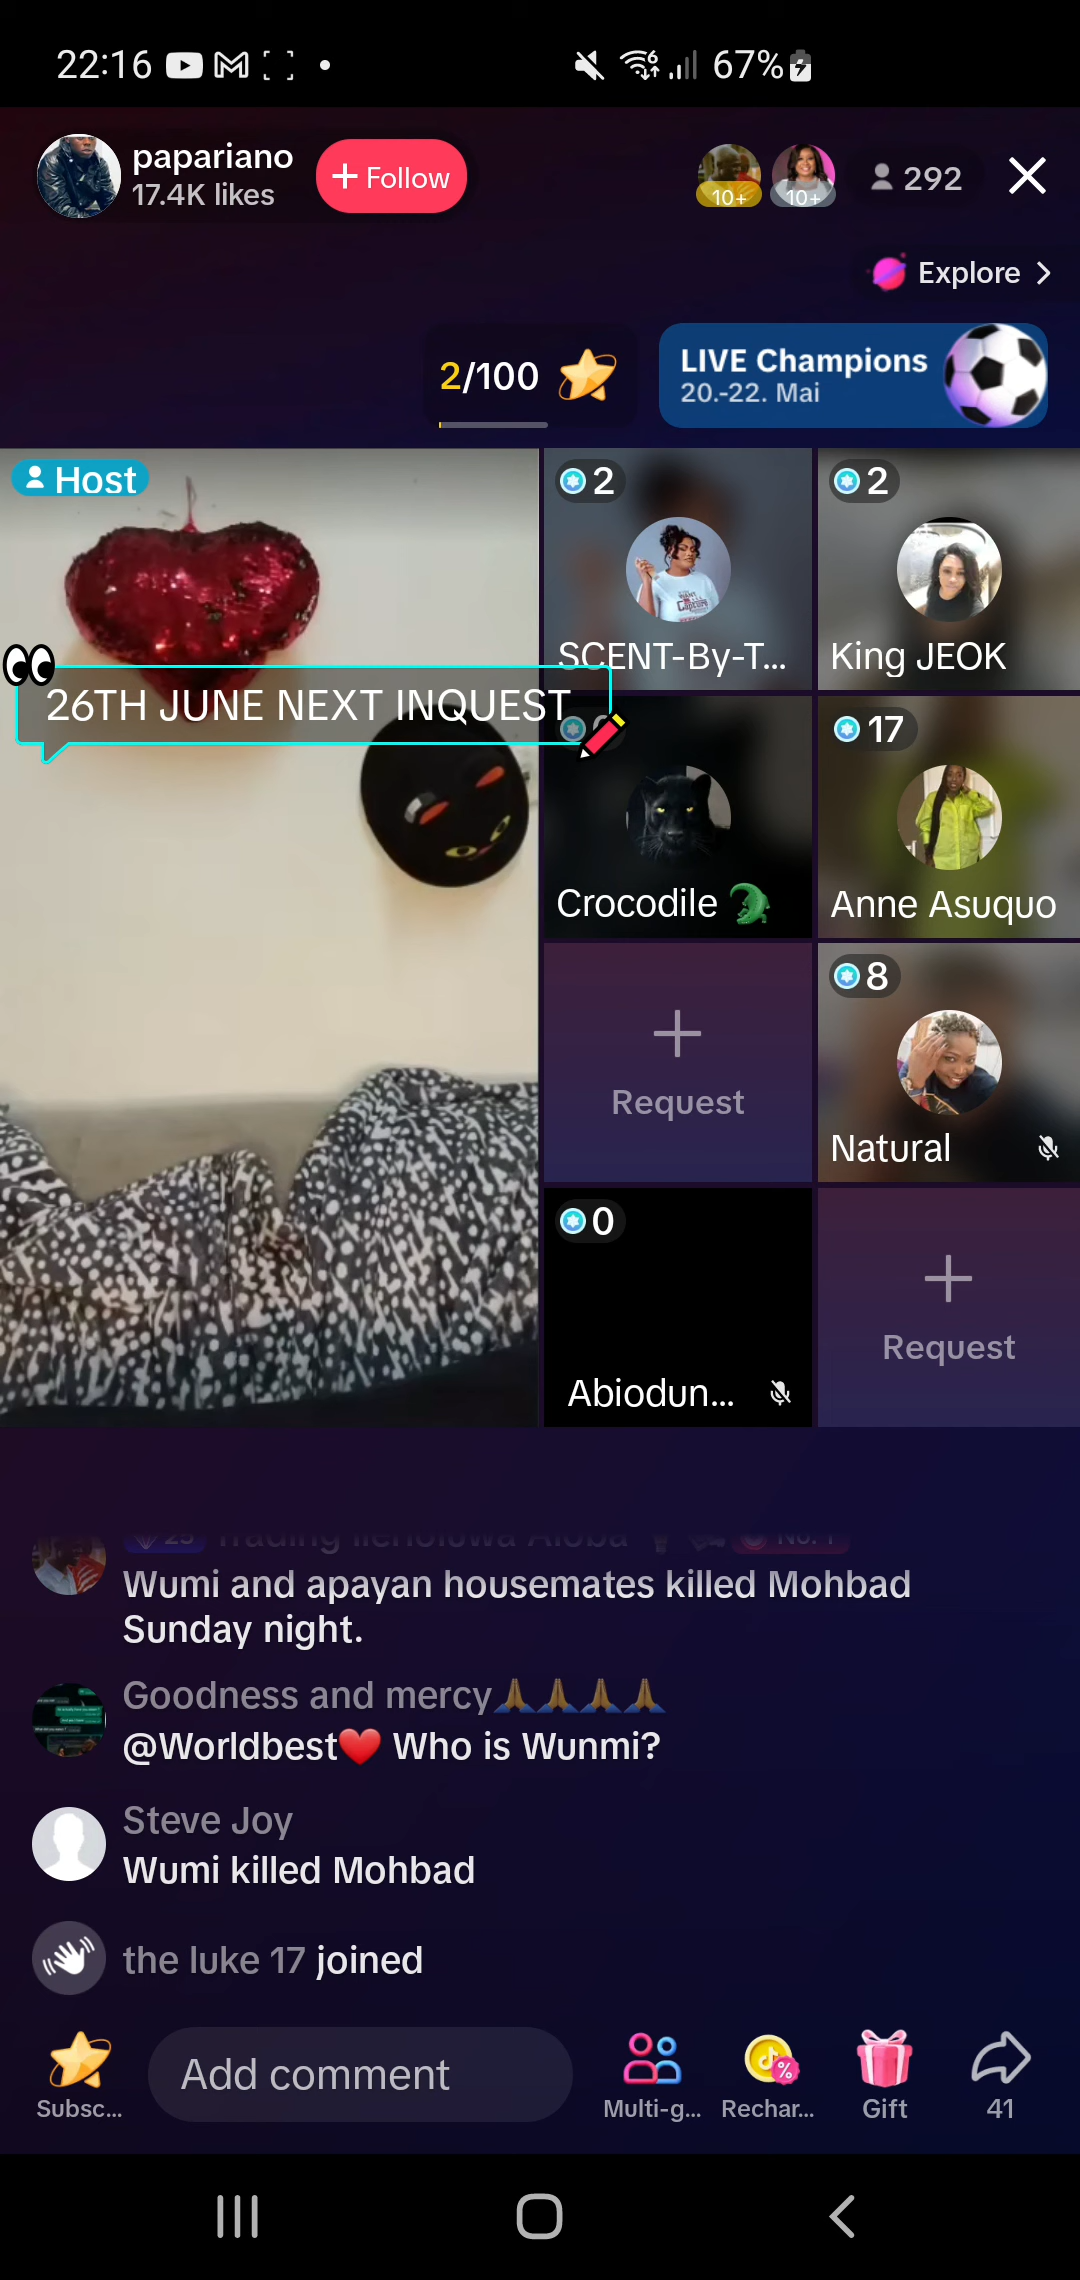 22:16
67%
papariano
17.4K likes
+ Follow
10+
10+
292
Explore
2/100
LIVE Champions
20.-22. Mai
Host
2
SCENT-By-T...
2
King JEOK
26TH JUNE NEXT INQUEST
Crocodile
17
Anne Asuquo
Request
8
Natural
0
Abiodun...
Request
25
No. 1
Wumi and apayan housemates killed Mohbad
Sunday night.
Goodness and mercy🙏🙏🙏🙏
@Worldbest❤️ Who is Wunmi?
Steve Joy
Wumi killed Mohbad
the luke 17 joined
Subsc...
Add comment
Multi-g...
Rechar...
Gift
41